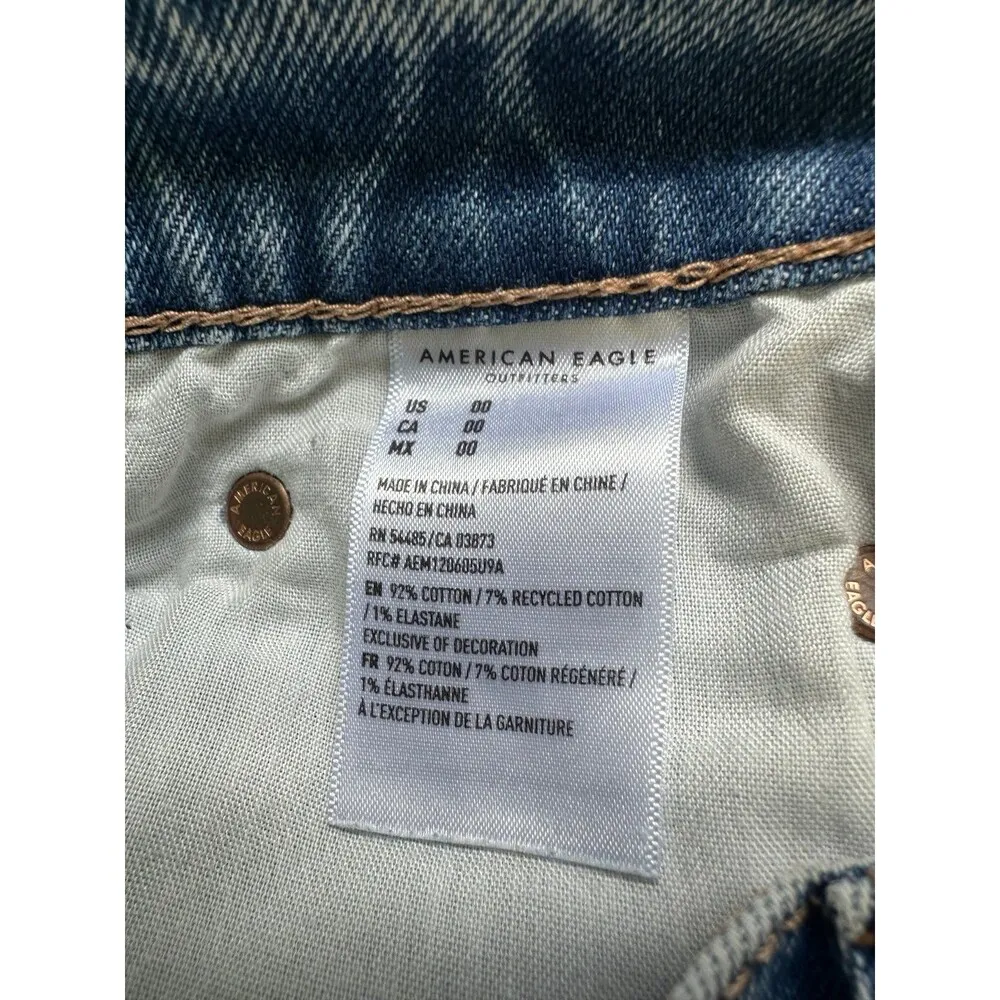 AMERICAN EAGLE
OUTFITTERS
US 00
CA 00
MX 00
MADE IN CHINA / FABRIQUÉ EN CHINE /
HECHO EN CHINA
RN 54485/CA 03873
RFC# AEM120605U9A
EN 92% COTTON / 7% RECYCLED COTTON
/ 1% ELASTANE
EXCLUSIVE OF DECORATION
FR 92% COTON / 7% COTON RÉGÉNÉRÉ /
1% ÉLASTHANNE
À L'EXCEPTION DE LA GARNITURE
AMERICAN
EAGLE
A
EAGLE